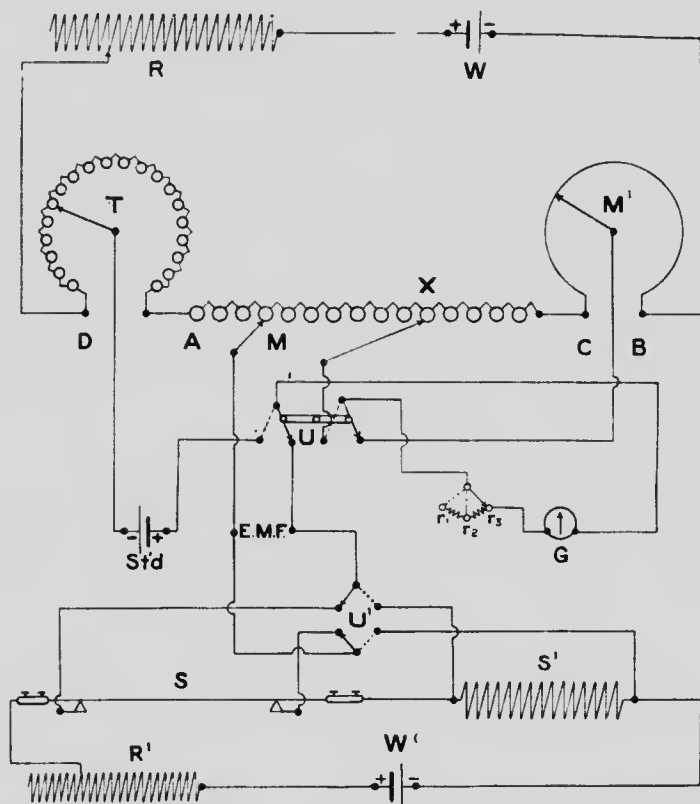 + −
R W
T M'
X
D A M C B
U
r₁ r₂ r₃
− +
Std
E.M.F.
G
U'
S S'
R' W'
+ −